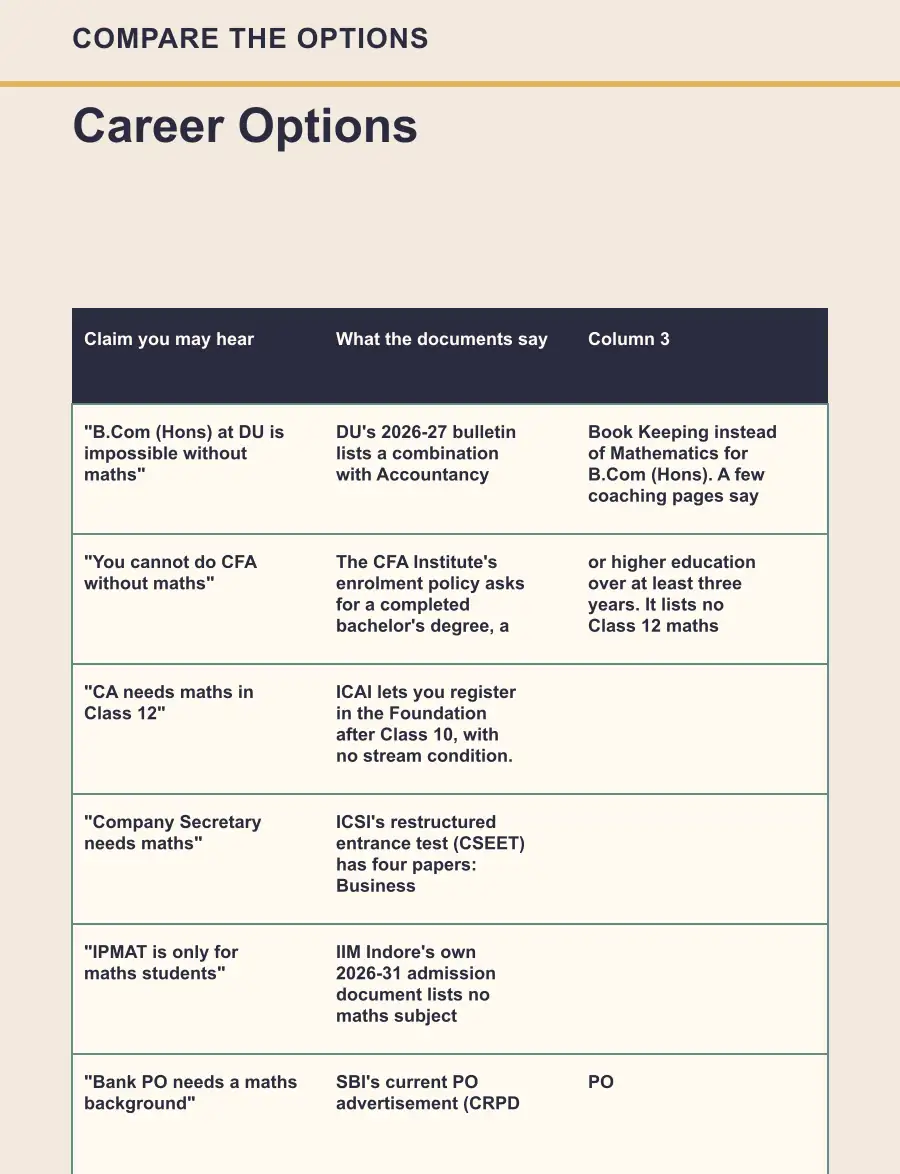 COMPARE THE OPTIONS
Career Options
Claim you may hear
What the documents say
Column 3
"B.Com (Hons) at DU is
impossible without
maths"
DU's 2026-27 bulletin
lists a combination
with Accountancy
Book Keeping instead
of Mathematics for
B.Com (Hons). A few
coaching pages say
"You cannot do CFA
without maths"
The CFA Institute's
enrolment policy asks
for a completed
bachelor's degree, a
or higher education
over at least three
years. It lists no
Class 12 maths
"CA needs maths in
Class 12"
ICAI lets you register
in the Foundation
after Class 10, with
no stream condition.
"Company Secretary
needs maths"
ICSI's restructured
entrance test (CSEET)
has four papers:
Business
"IPMAT is only for
maths students"
IIM Indore's own
2026-31 admission
document lists no
maths subject
"Bank PO needs a maths
background"
SBI's current PO
advertisement (CRPD
PO